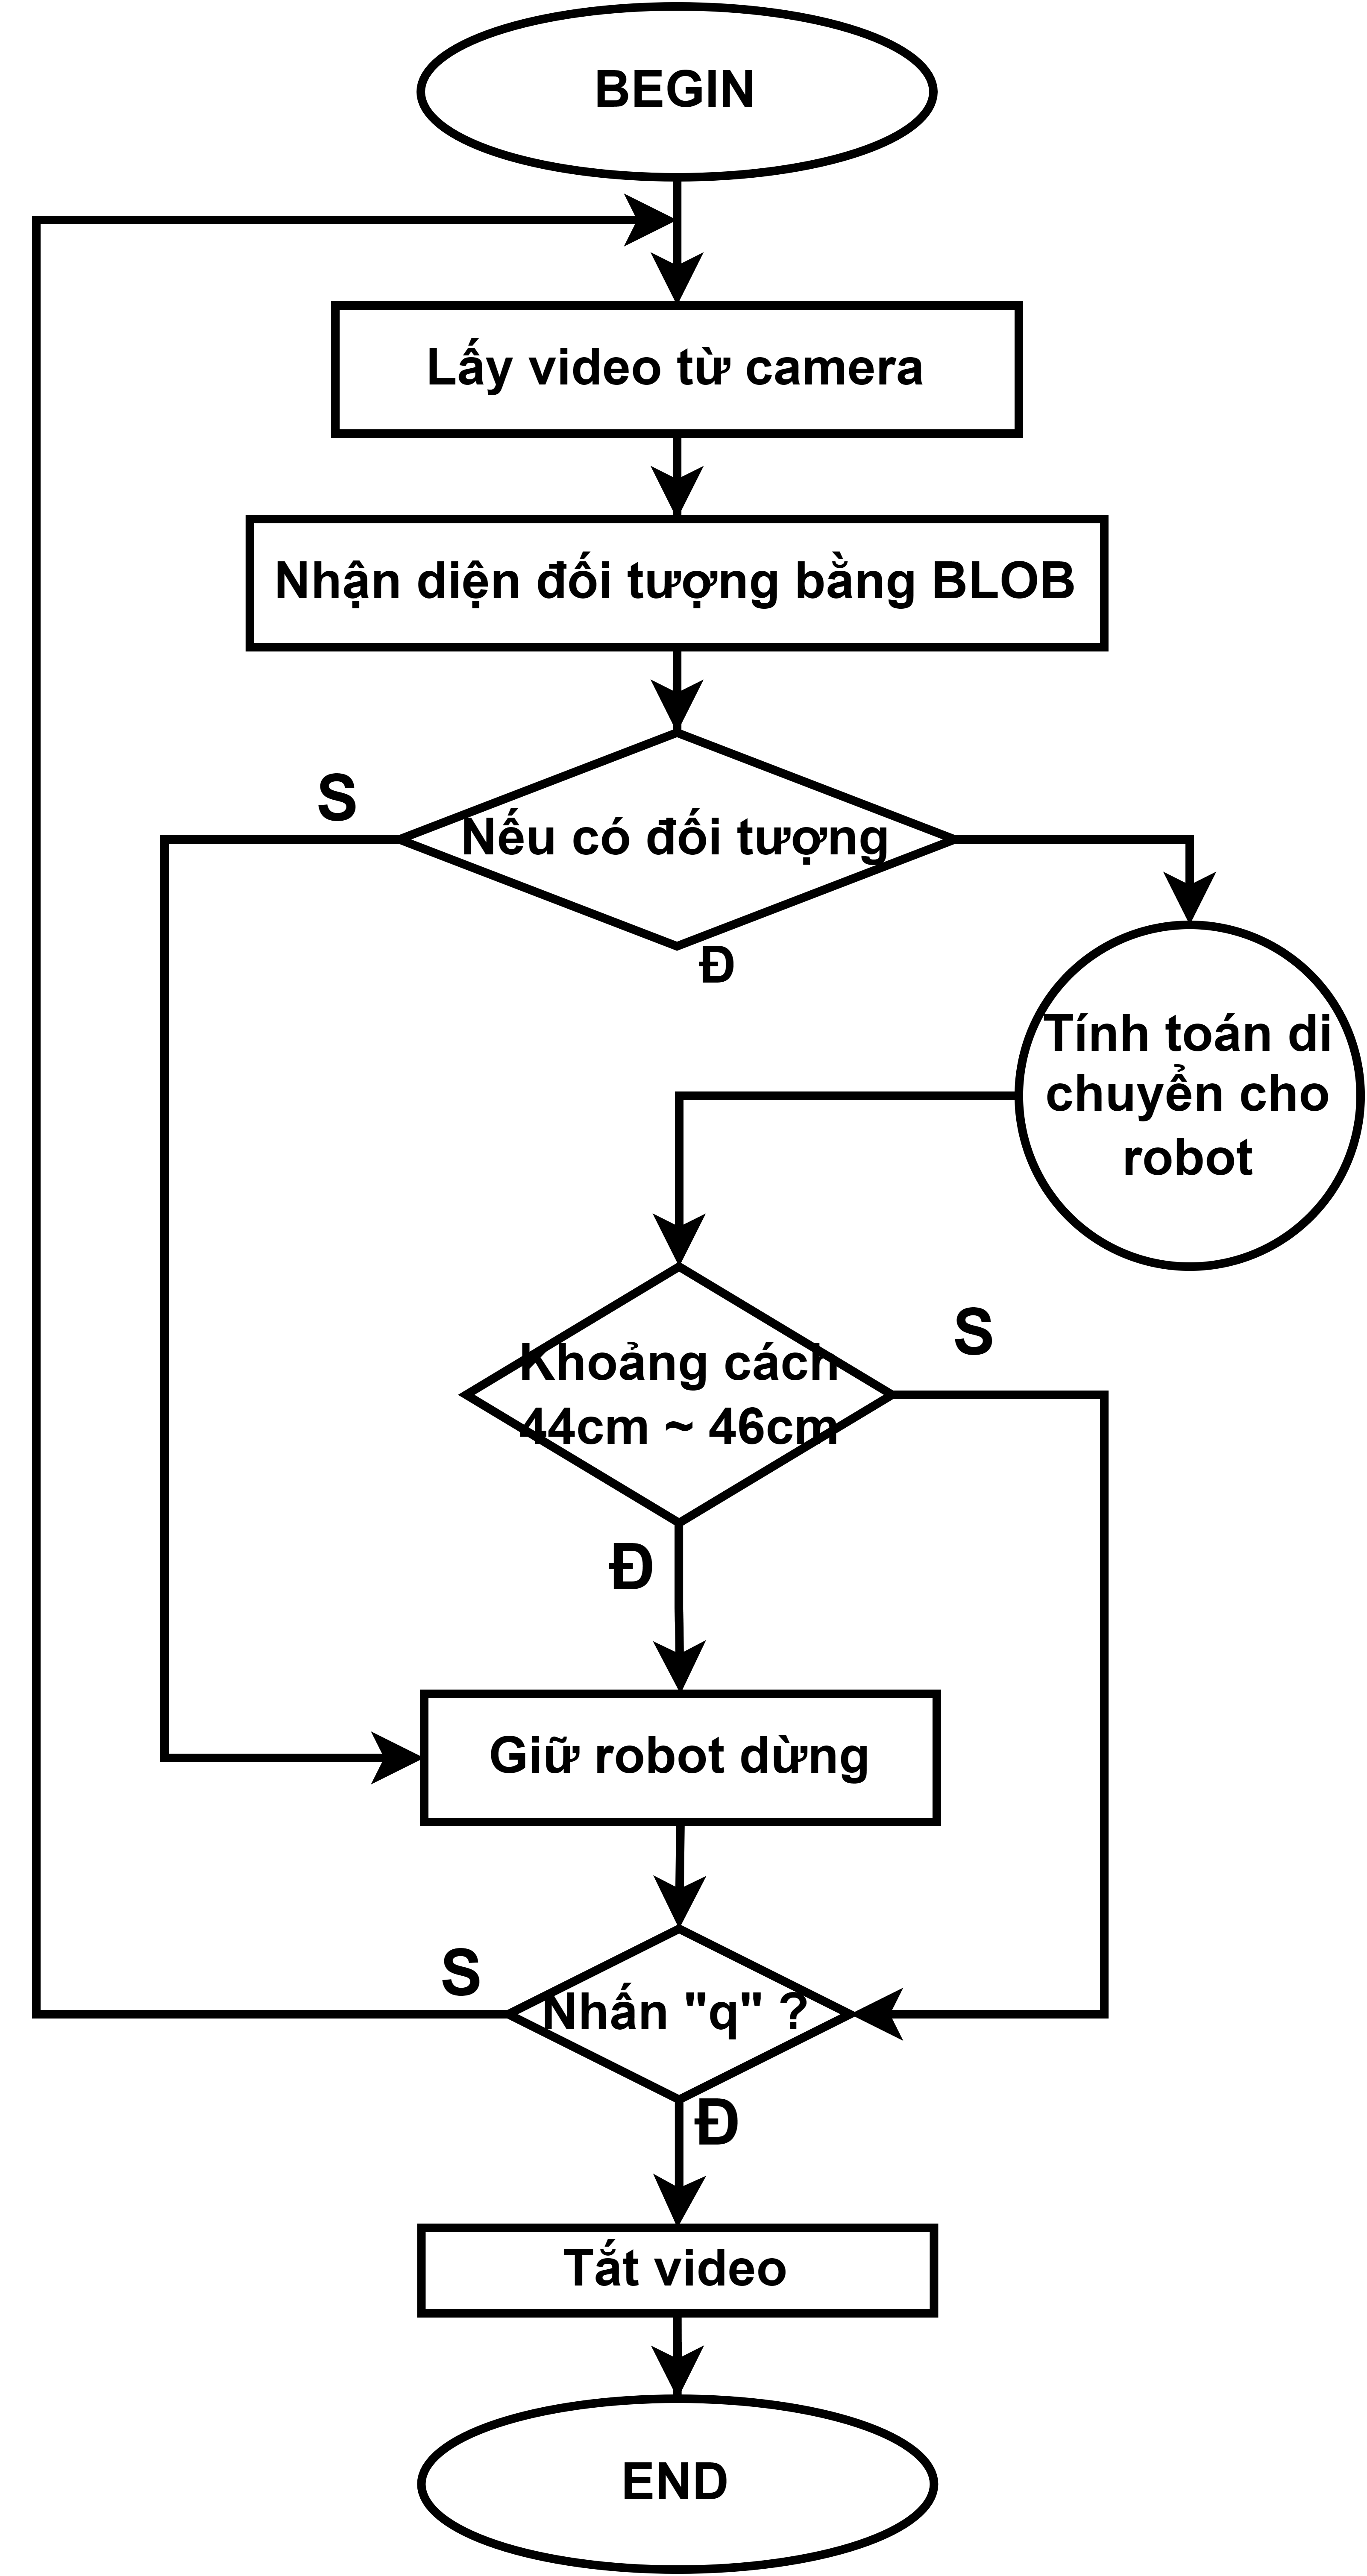 BEGIN
Lấy video từ camera
Nhận diện đối tượng bằng BLOB
S
Nếu có đối tượng
Đ
Tính toán di
chuyển cho
robot
S
Khoảng cách
44cm ~ 46cm
Đ
Giữ robot dừng
S
Nhấn "q" ?
Đ
Tắt video
END